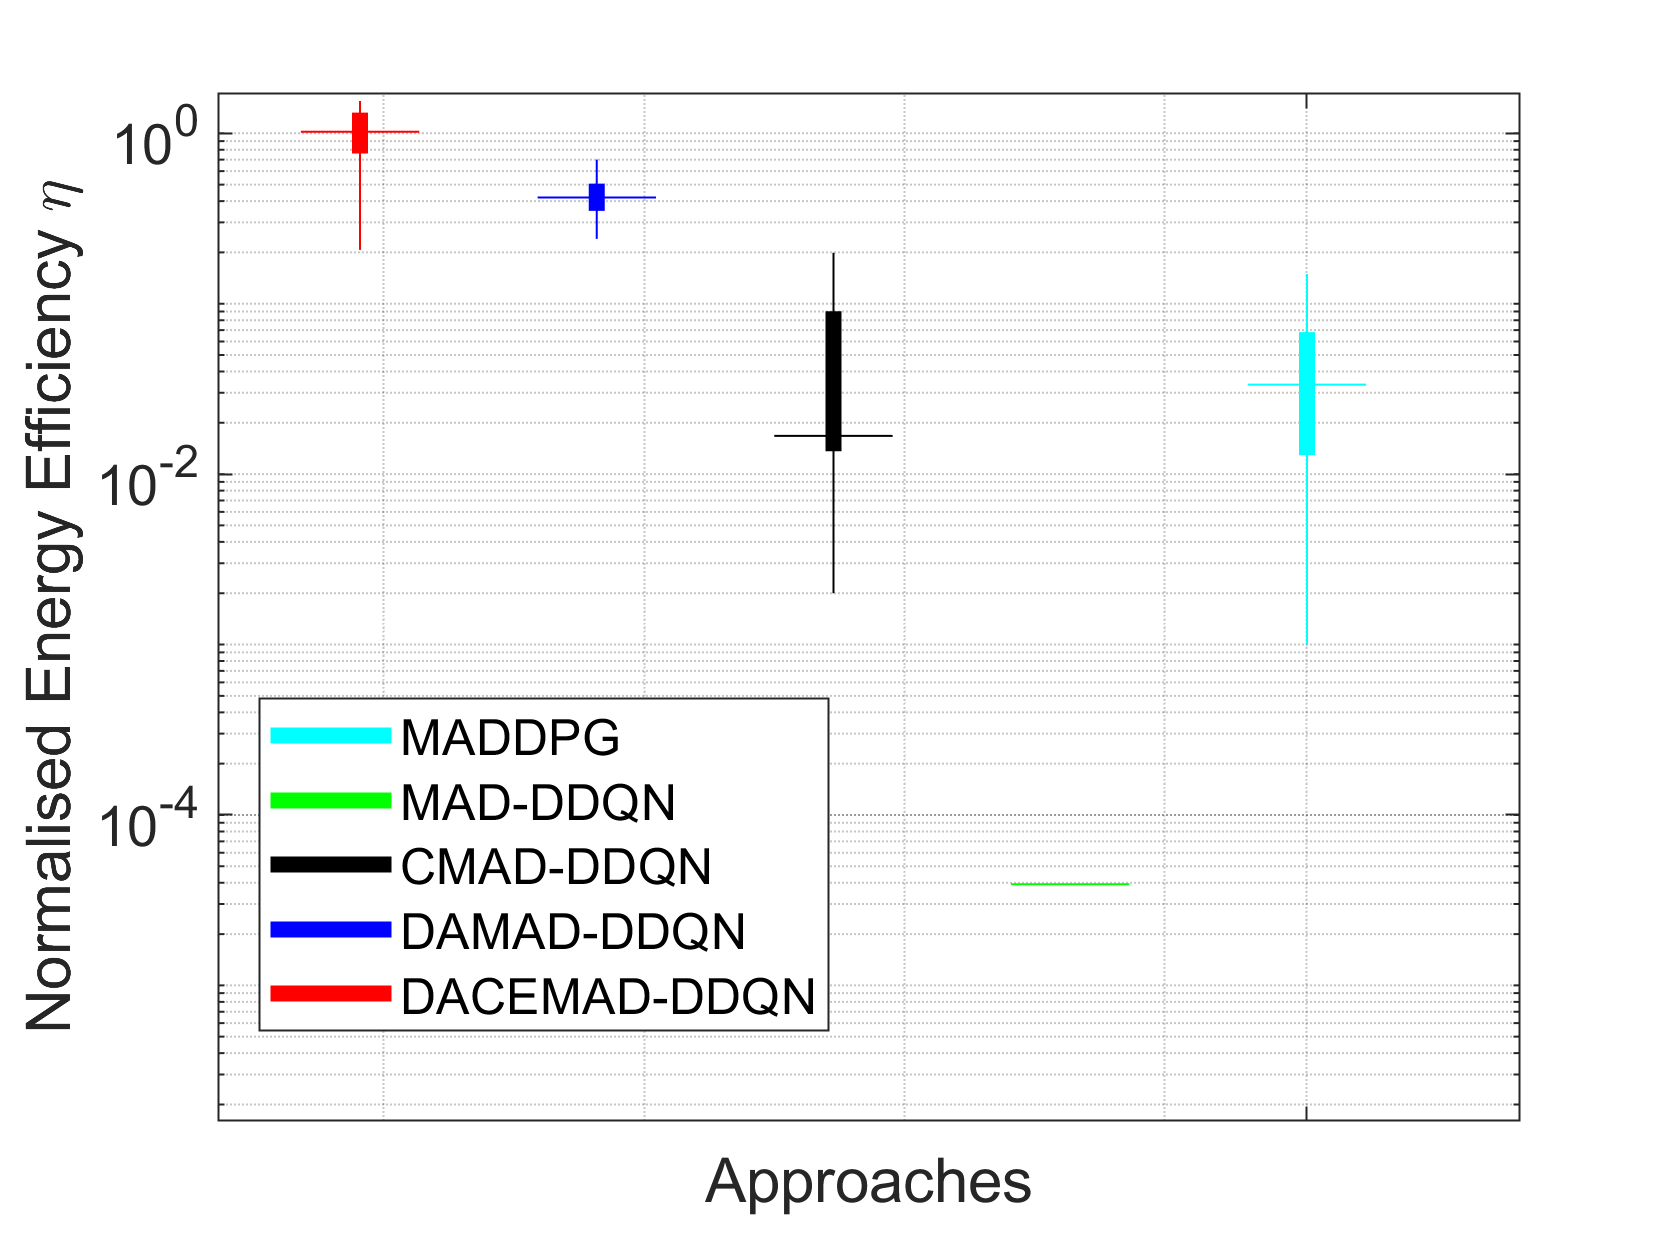 Normalised Energy Efficiency η
10^0
10^-2
10^-4
MADDPG
MAD-DDQN
CMAD-DDQN
DAMAD-DDQN
DACEMAD-DDQN
Approaches